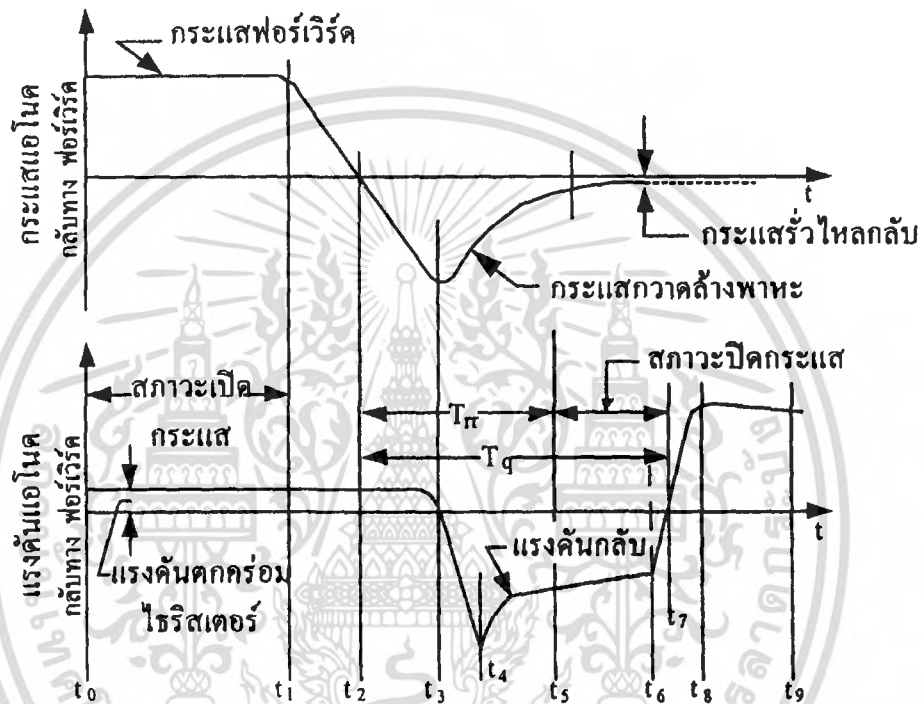 กระแสฟอร์เวิร์ด
กระแสแอโนด
กลับทาง ฟอร์เวิร์ด
t
กระแสรั่วไหลกลับ
กระแสกวาดล้างพาหะ
สภาวะเปิด
กระแส
สภาวะปิดกระแส
Trr
Tq
แรงดันแอโนด
กลับทาง ฟอร์เวิร์ด
t
แรงดันกลับ
แรงดันตกคร่อม
ไธริสเตอร์
t0
t1
t2
t3
t4
t5
t6
t7
t8
t9